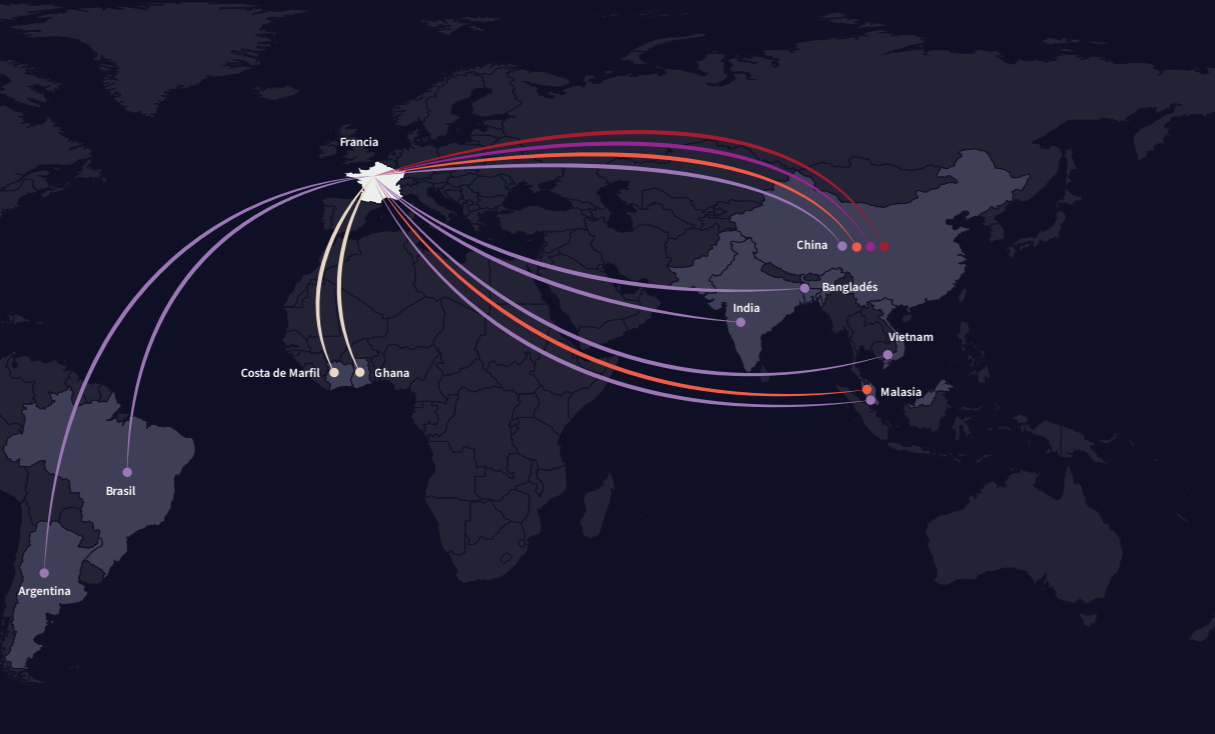 Francia
China
Bangladés
India
Vietnam
Costa de Marfil
Ghana
Malasia
Brasil
Argentina